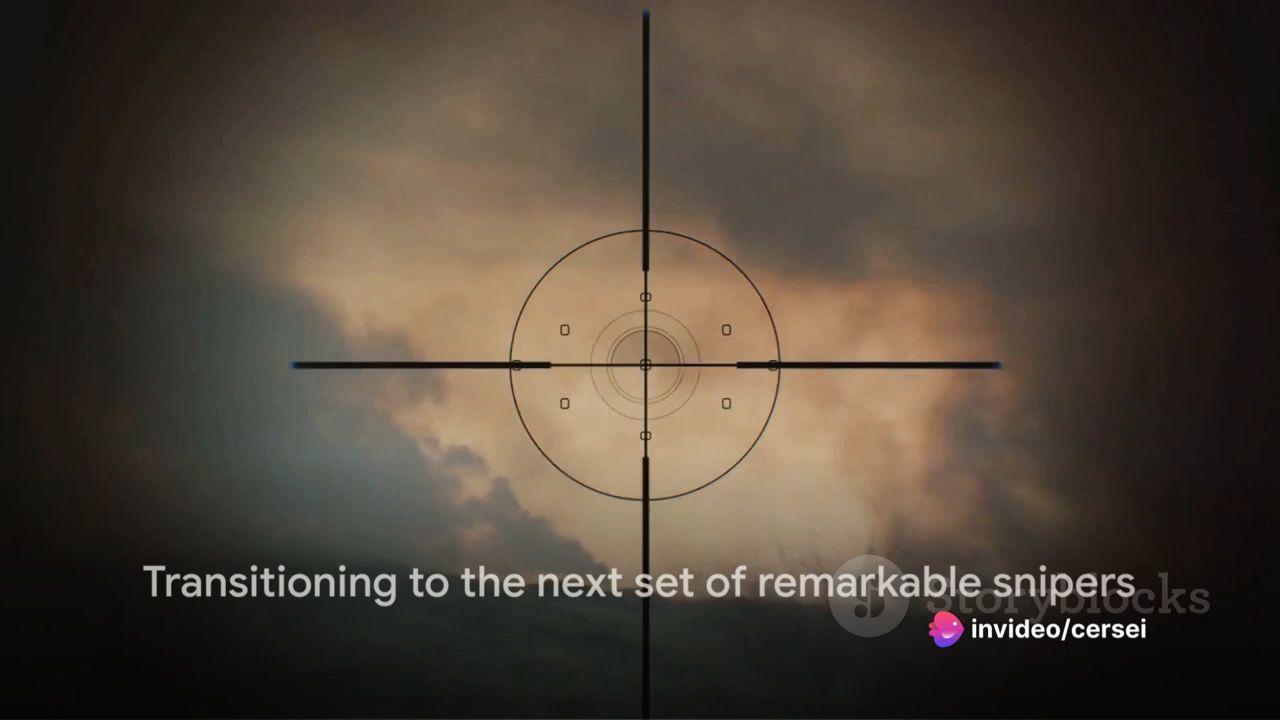 Transitioning to the next set of remarkable snipers
Storyblocks
invideo/cersei